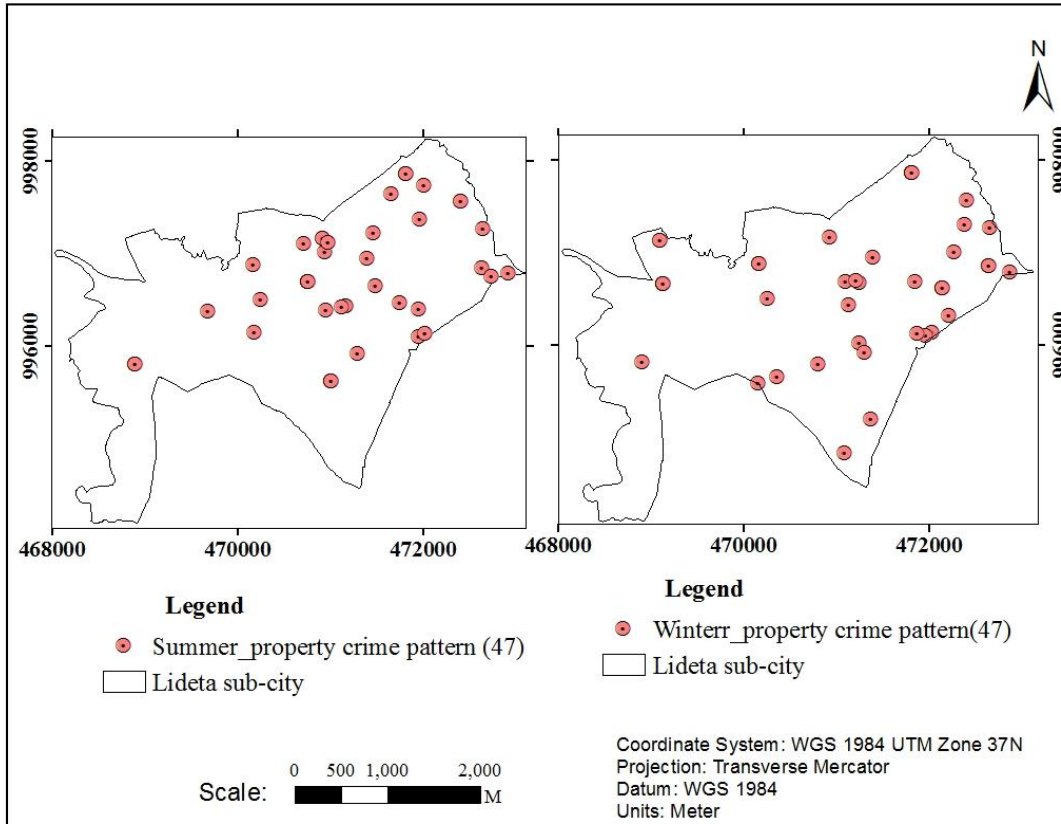 N
998000
996000
468000 470000 472000
998000
996000
468000 470000 472000
Legend
Summer_property crime pattern (47)
Lideta sub-city
Legend
Winterr_property crime pattern(47)
Lideta sub-city
Scale:
0 500 1,000 2,000
M
Coordinate System: WGS 1984 UTM Zone 37N
Projection: Transverse Mercator
Datum: WGS 1984
Units: Meter